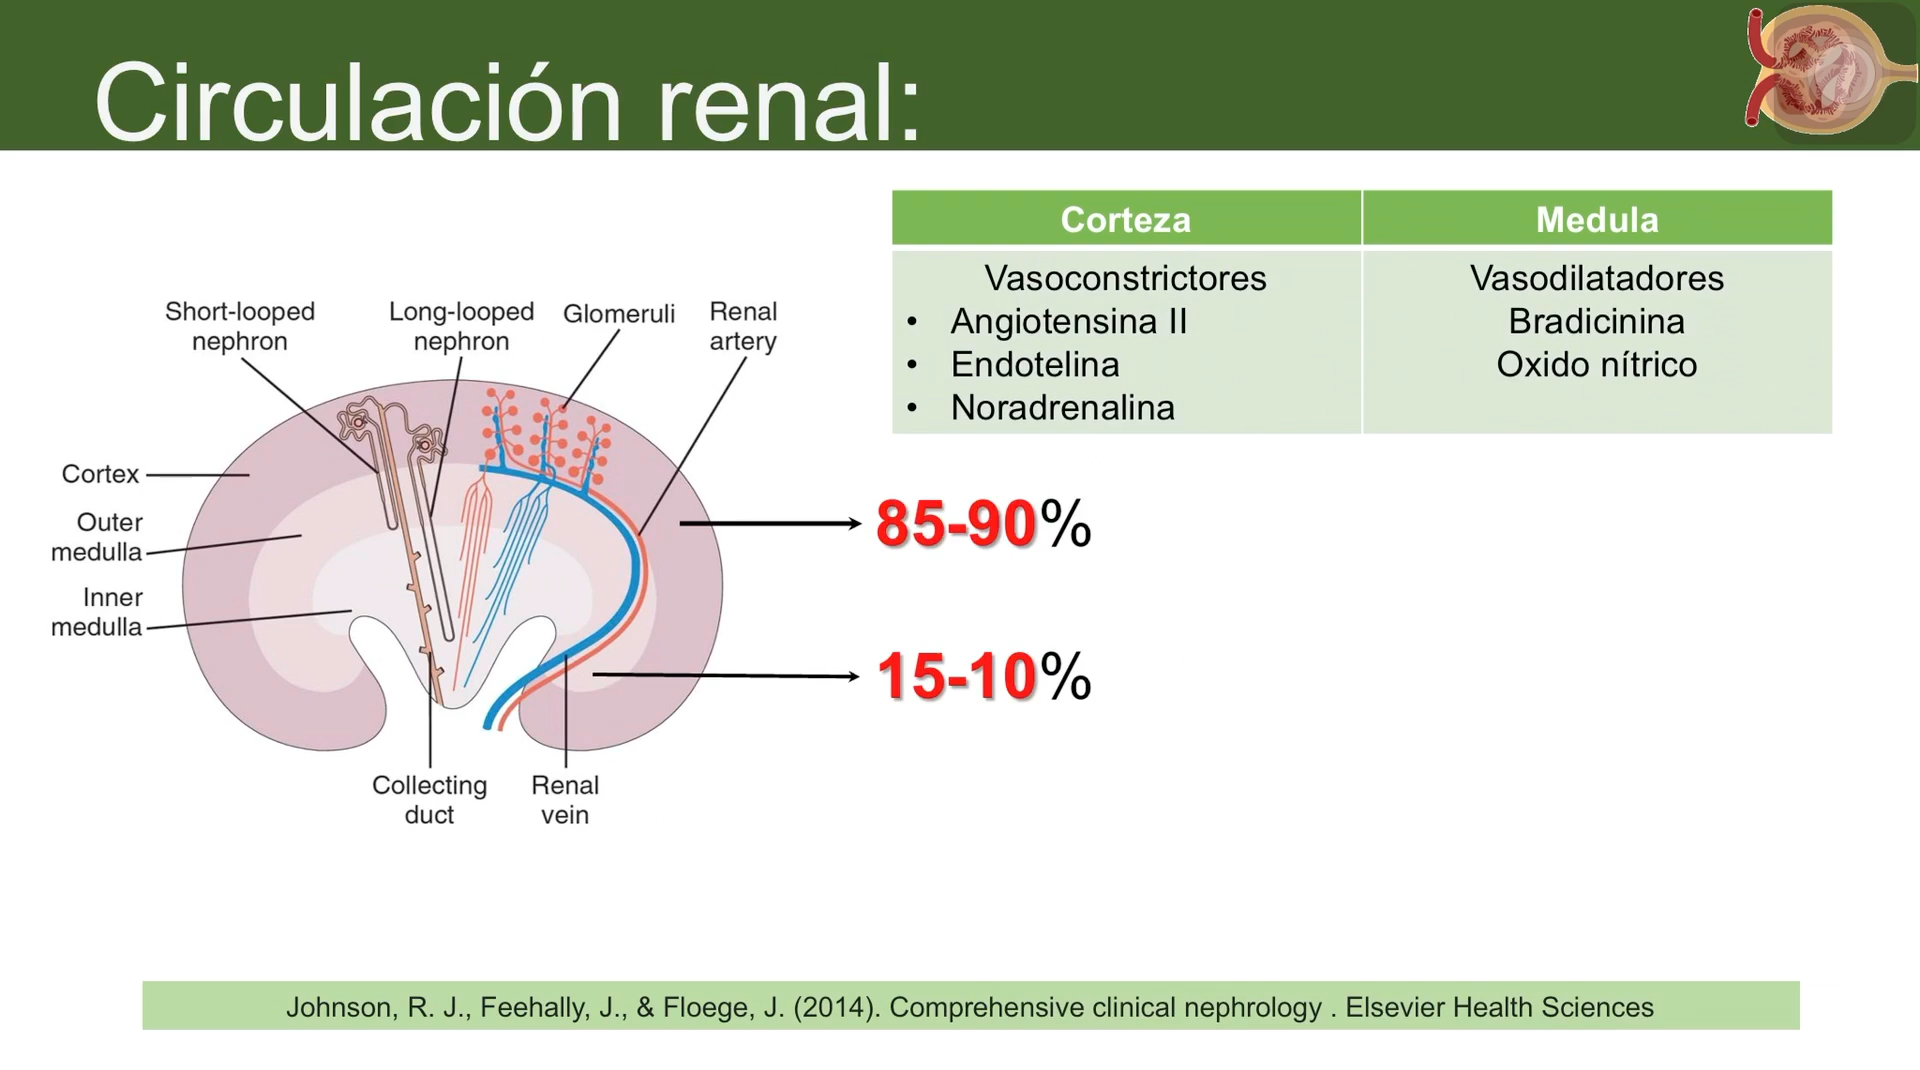 Circulación renal:
Corteza
Medula
Vasoconstrictores
• Angiotensina II
• Endotelina
• Noradrenalina
Vasodilatadores
Bradicinina
Oxido nítrico
Short-looped
nephron
Long-looped
nephron
Glomeruli
Renal
artery
Cortex
Outer
medulla
Inner
medulla
Collecting
duct
Renal
vein
85-90%
15-10%
Johnson, R. J., Feehally, J., & Floege, J. (2014). Comprehensive clinical nephrology . Elsevier Health Sciences